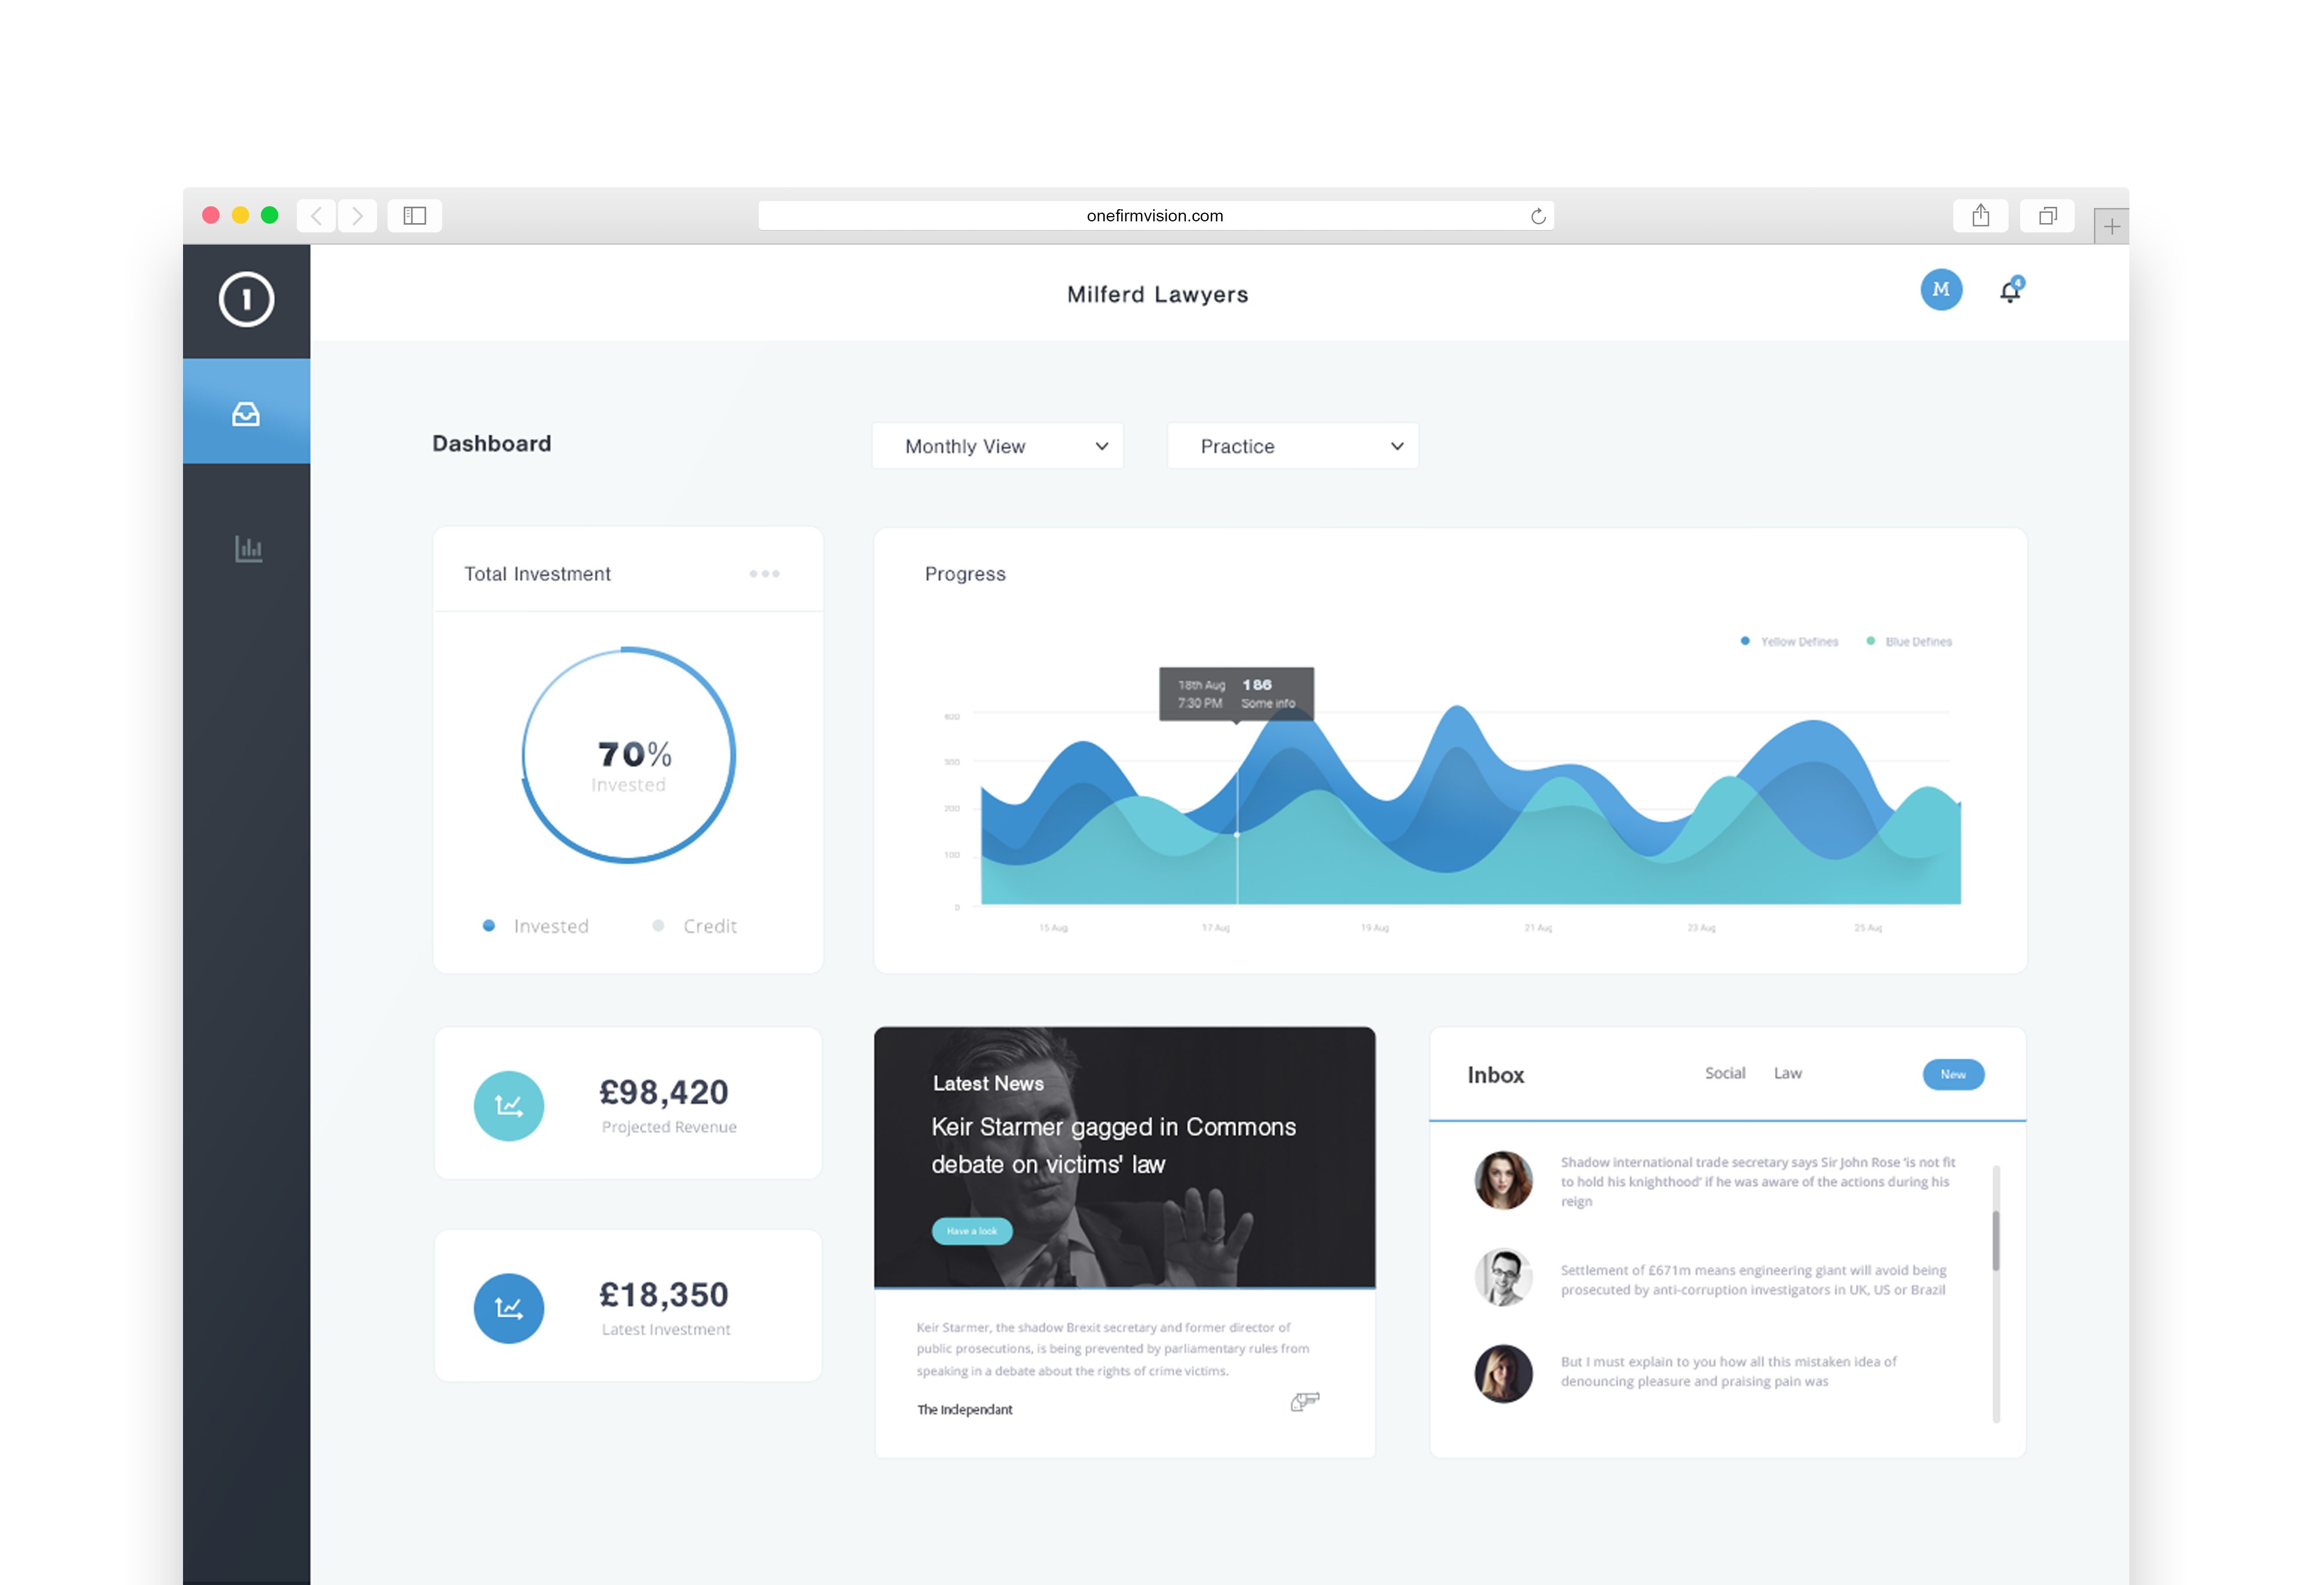 onefirmvision.com
1
Milferd Lawyers
M
4
Dashboard
Monthly View
Practice
Total Investment
70%
Invested
Invested
Credit
Progress
Yellow Defines
Blue Defines
18th Aug 186
7:30 PM Some info
400
300
200
100
0
15 Aug
17 Aug
19 Aug
21 Aug
23 Aug
25 Aug
£98,420
Projected Revenue
£18,350
Latest Investment
Latest News
Keir Starmer gagged in Commons
debate on victims' law
Have a look
Keir Starmer, the shadow Brexit secretary and former director of
public prosecutions, is being prevented by parliamentary rules from
speaking in a debate about the rights of crime victims.
The Independant
Inbox
Social
Law
New
Shadow international trade secretary says Sir John Rose ‘is not fit
to hold his knighthood’ if he was aware of the actions during his
reign
Settlement of £671m means engineering giant will avoid being
prosecuted by anti-corruption investigators in UK, US or Brazil
But I must explain to you how all this mistaken idea of
denouncing pleasure and praising pain was